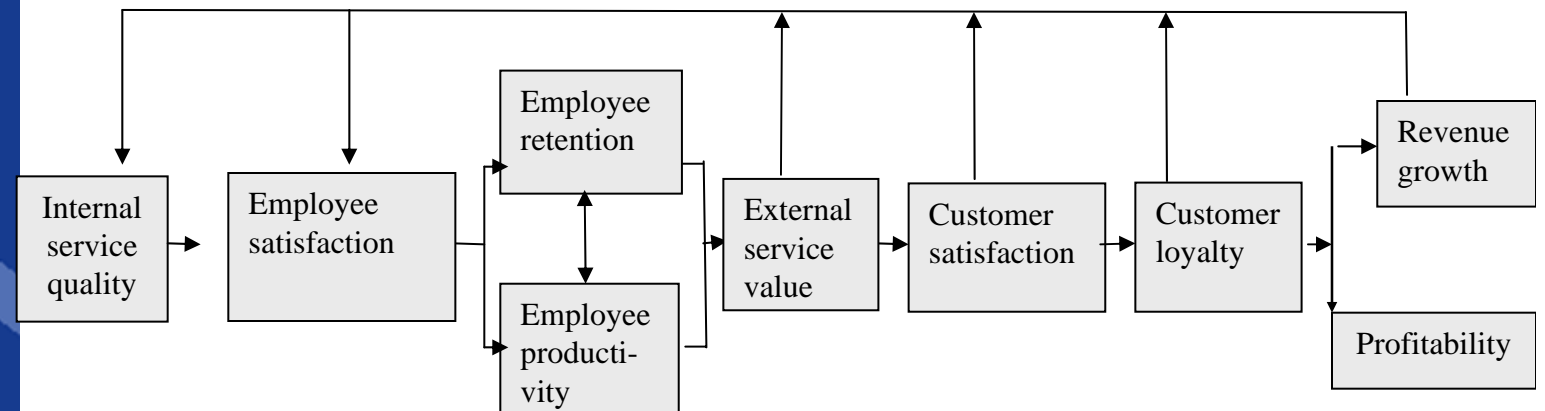 Internal
service
quality
Employee
satisfaction
Employee
retention
Employee
producti-
vity
External
service
value
Customer
satisfaction
Customer
loyalty
Revenue
growth
Profitability